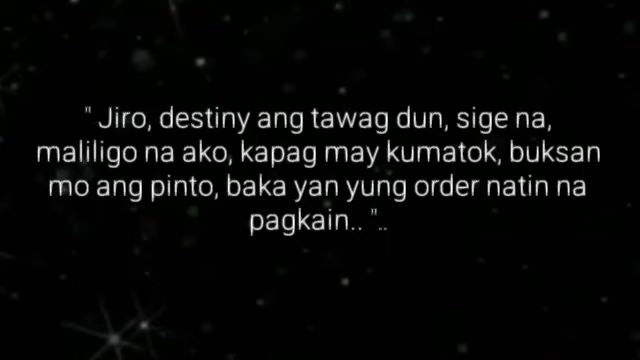 " Jiro, destiny ang tawag dun, sige na,
maliligo na ako, kapag may kumatok, buksan
mo ang pinto, baka yan yung order natin na
pagkain.. "..